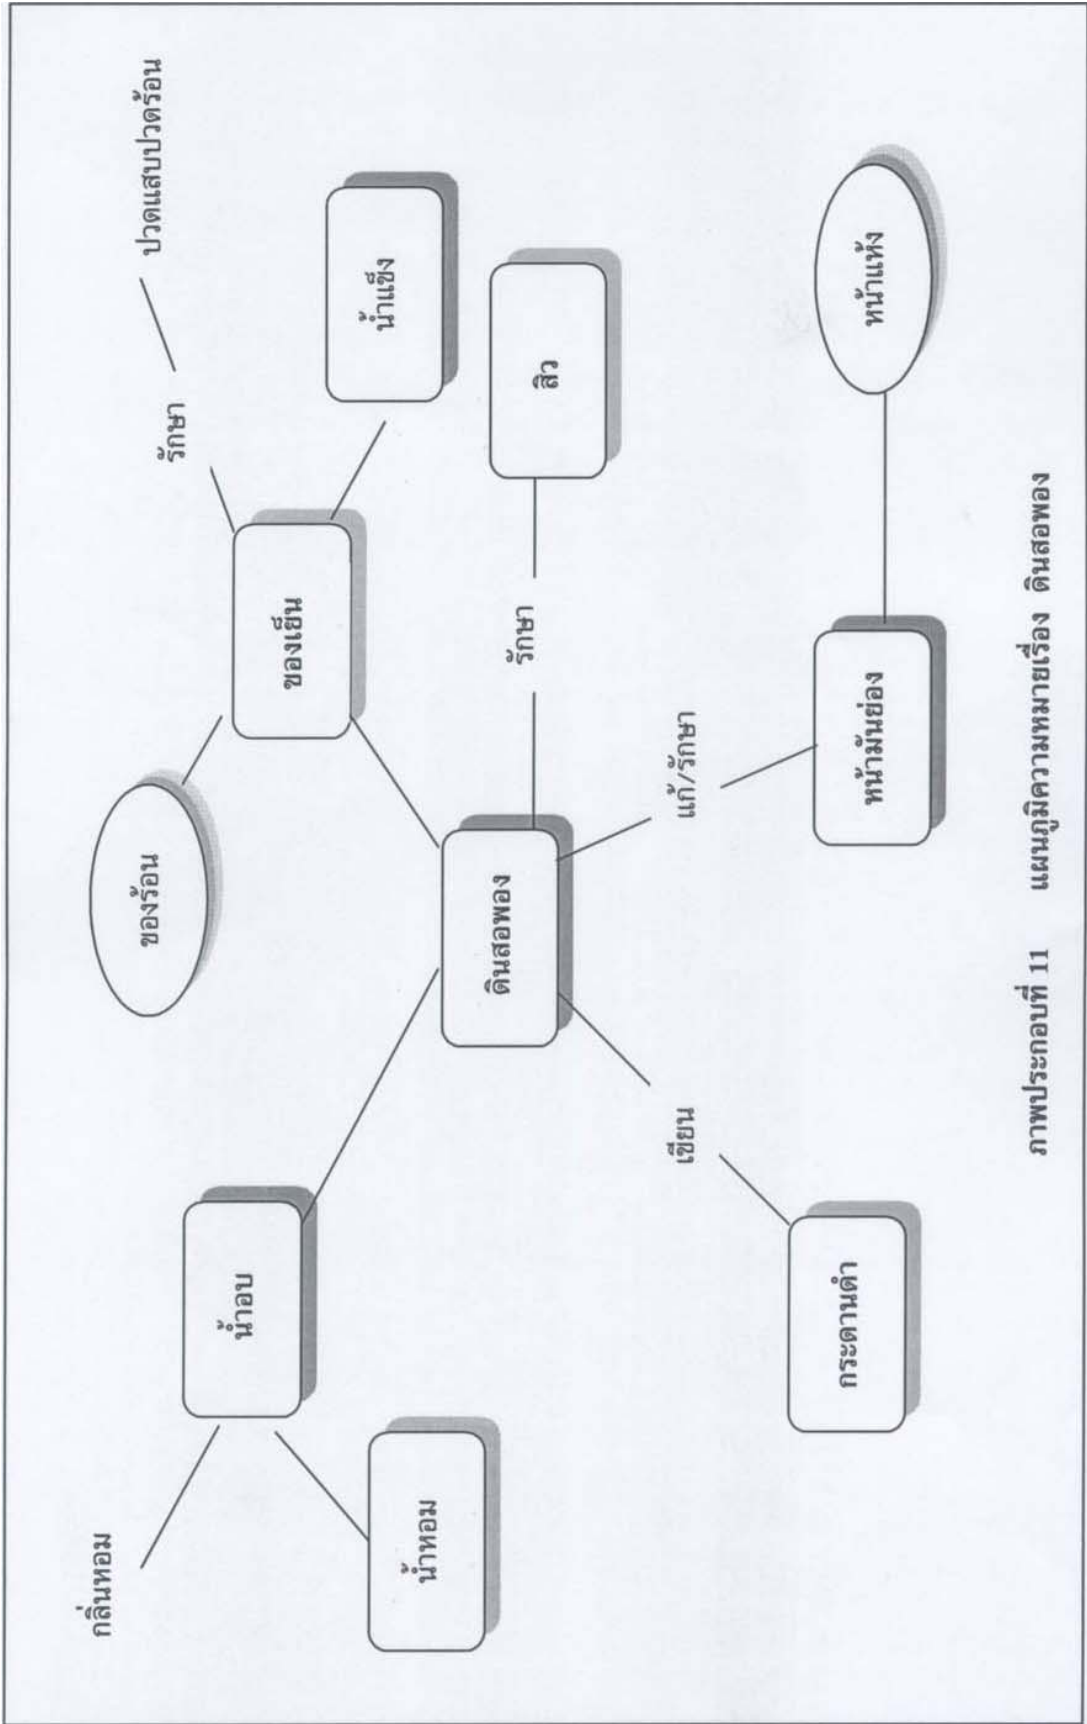 กลิ่นหอม
น้ำอบ
น้ำหอม
ของร้อน
ของเย็น
รักษา
ปวดแสบปวดร้อน
น้ำแข็ง
ดินสอพอง
รักษา
สิว
แก้/รักษา
หน้ามันย่อง
หน้าแห้ง
เขียน
กระดานดำ
ภาพประกอบที่ 11 แผนภูมิความหมายเรื่อง ดินสอพอง